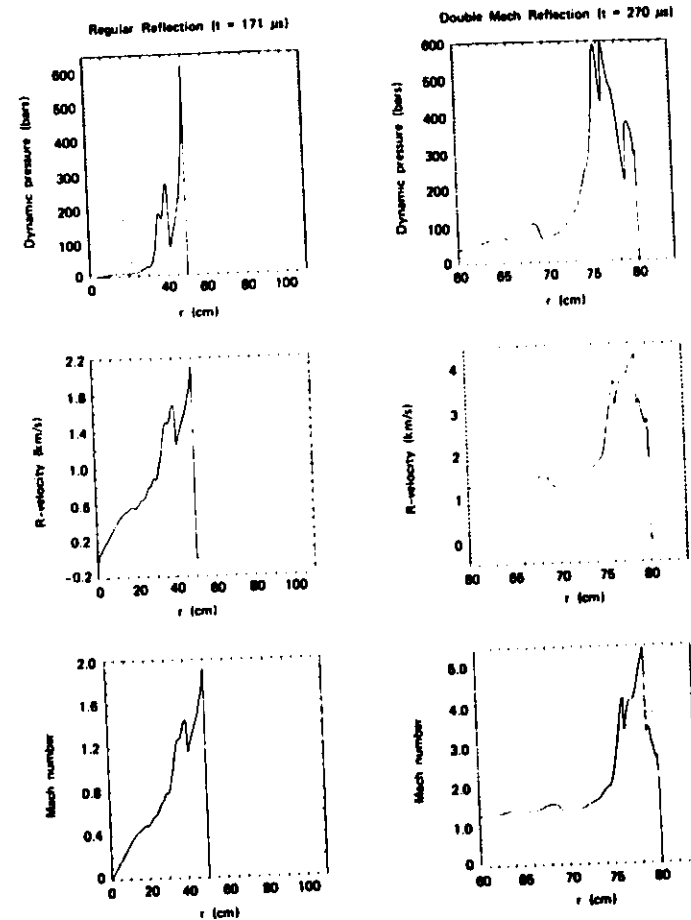 Regular Reflection (t = 171 μs)
Double Mach Reflection (t = 270 μs)
Dynamic pressure (bars)
600
500
400
300
200
100
0
0 20 40 60 80 100
r (cm)
Dynamic pressure (bars)
600
500
400
300
200
100
0
60 65 70 75 80
r (cm)
R-velocity (km/s)
2.2
1.8
1.4
1.0
0.6
0.2
-0.2
0 20 40 60 80 100
r (cm)
R-velocity (km/s)
4
3
2
1
0
60 65 70 75 80
r (cm)
Mach number
2.0
1.6
1.2
0.8
0.4
0
0 20 40 60 80 100
r (cm)
Mach number
5.0
4.0
3.0
2.0
1.0
0
60 65 70 75 80
r (cm)